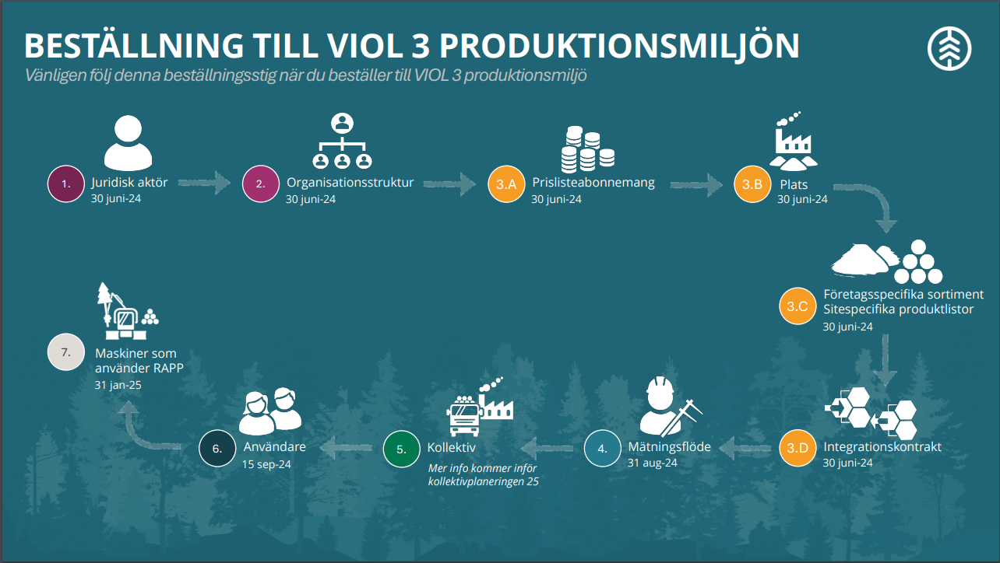 BESTÄLLNING TILL VIOL 3 PRODUKTIONSMILJÖN
Vänligen följ denna beställningsstig när du beställer till VIOL 3 produktionsmiljö
1.
Juridisk aktör
30 juni-24
2.
Organisationsstruktur
30 juni-24
3.A
Prislisteabonnemang
30 juni-24
3.B
Plats
30 juni-24
3.C
Företagsspecifika sortiment
Sitespecifika produktlistor
30 juni-24
3.D
Integrationskontrakt
30 juni-24
4.
Mätningsflöde
31 aug-24
5.
Kollektiv
Mer info kommer inför
kollektivplaneringen 25
6.
Användare
15 sep-24
7.
Maskiner som
använder RAPP
31 jan-25